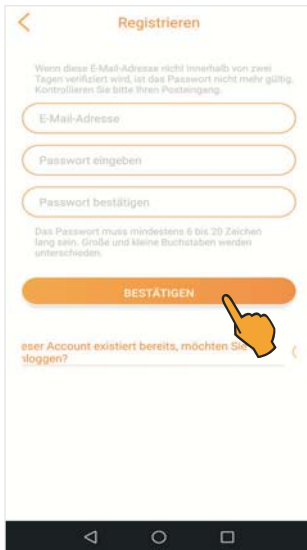 Registrieren
Wenn diese E-Mail-Adresse nicht innerhalb von zwei
Tagen verifiziert wird, ist das Passwort nicht mehr gültig.
Kontrollieren Sie bitte Ihren Posteingang.
E-Mail-Adresse
Passwort eingeben
Passwort bestätigen
Das Passwort muss mindestens 6 bis 20 Zeichen
lang sein. Große und kleine Buchstaben werden
unterschieden.
BESTÄTIGEN
eser Account existiert bereits, möchten Sie
nloggen?